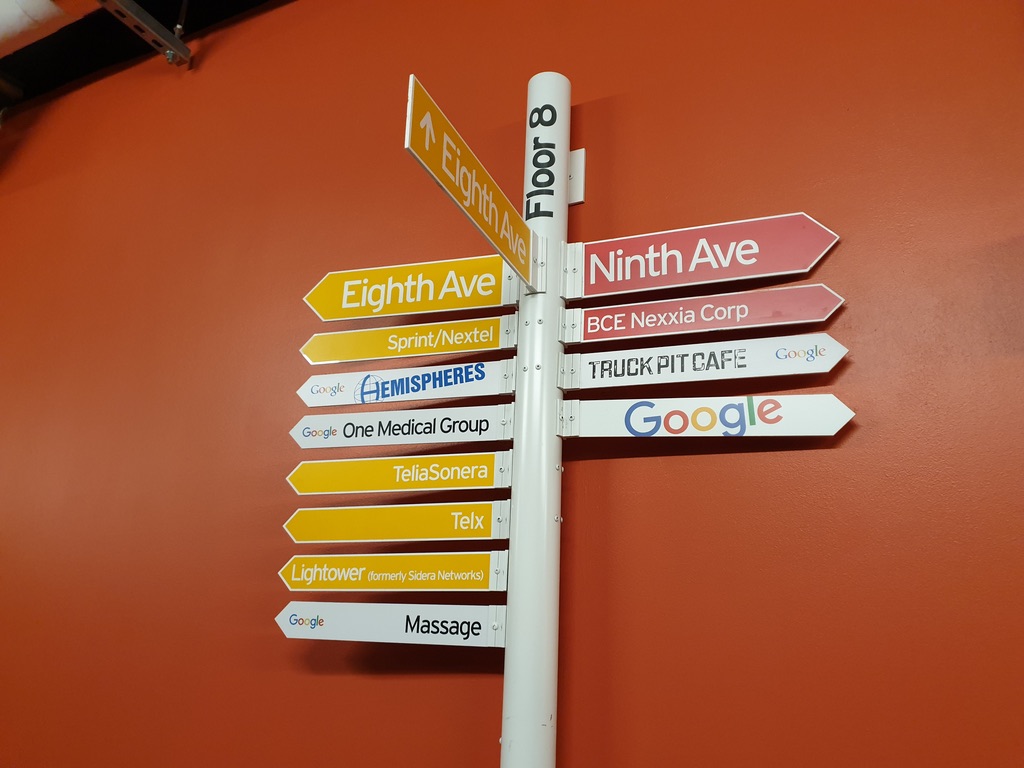 Floor 8
↑ Eighth Ave
Eighth Ave
Sprint/Nextel
Google HEMISPHERES
Google One Medical Group
TeliaSonera
Telx
Lightower (formerly Sidera Networks)
Google Massage
Ninth Ave
BCE Nexxia Corp
TRUCK PIT CAFE Google
Google